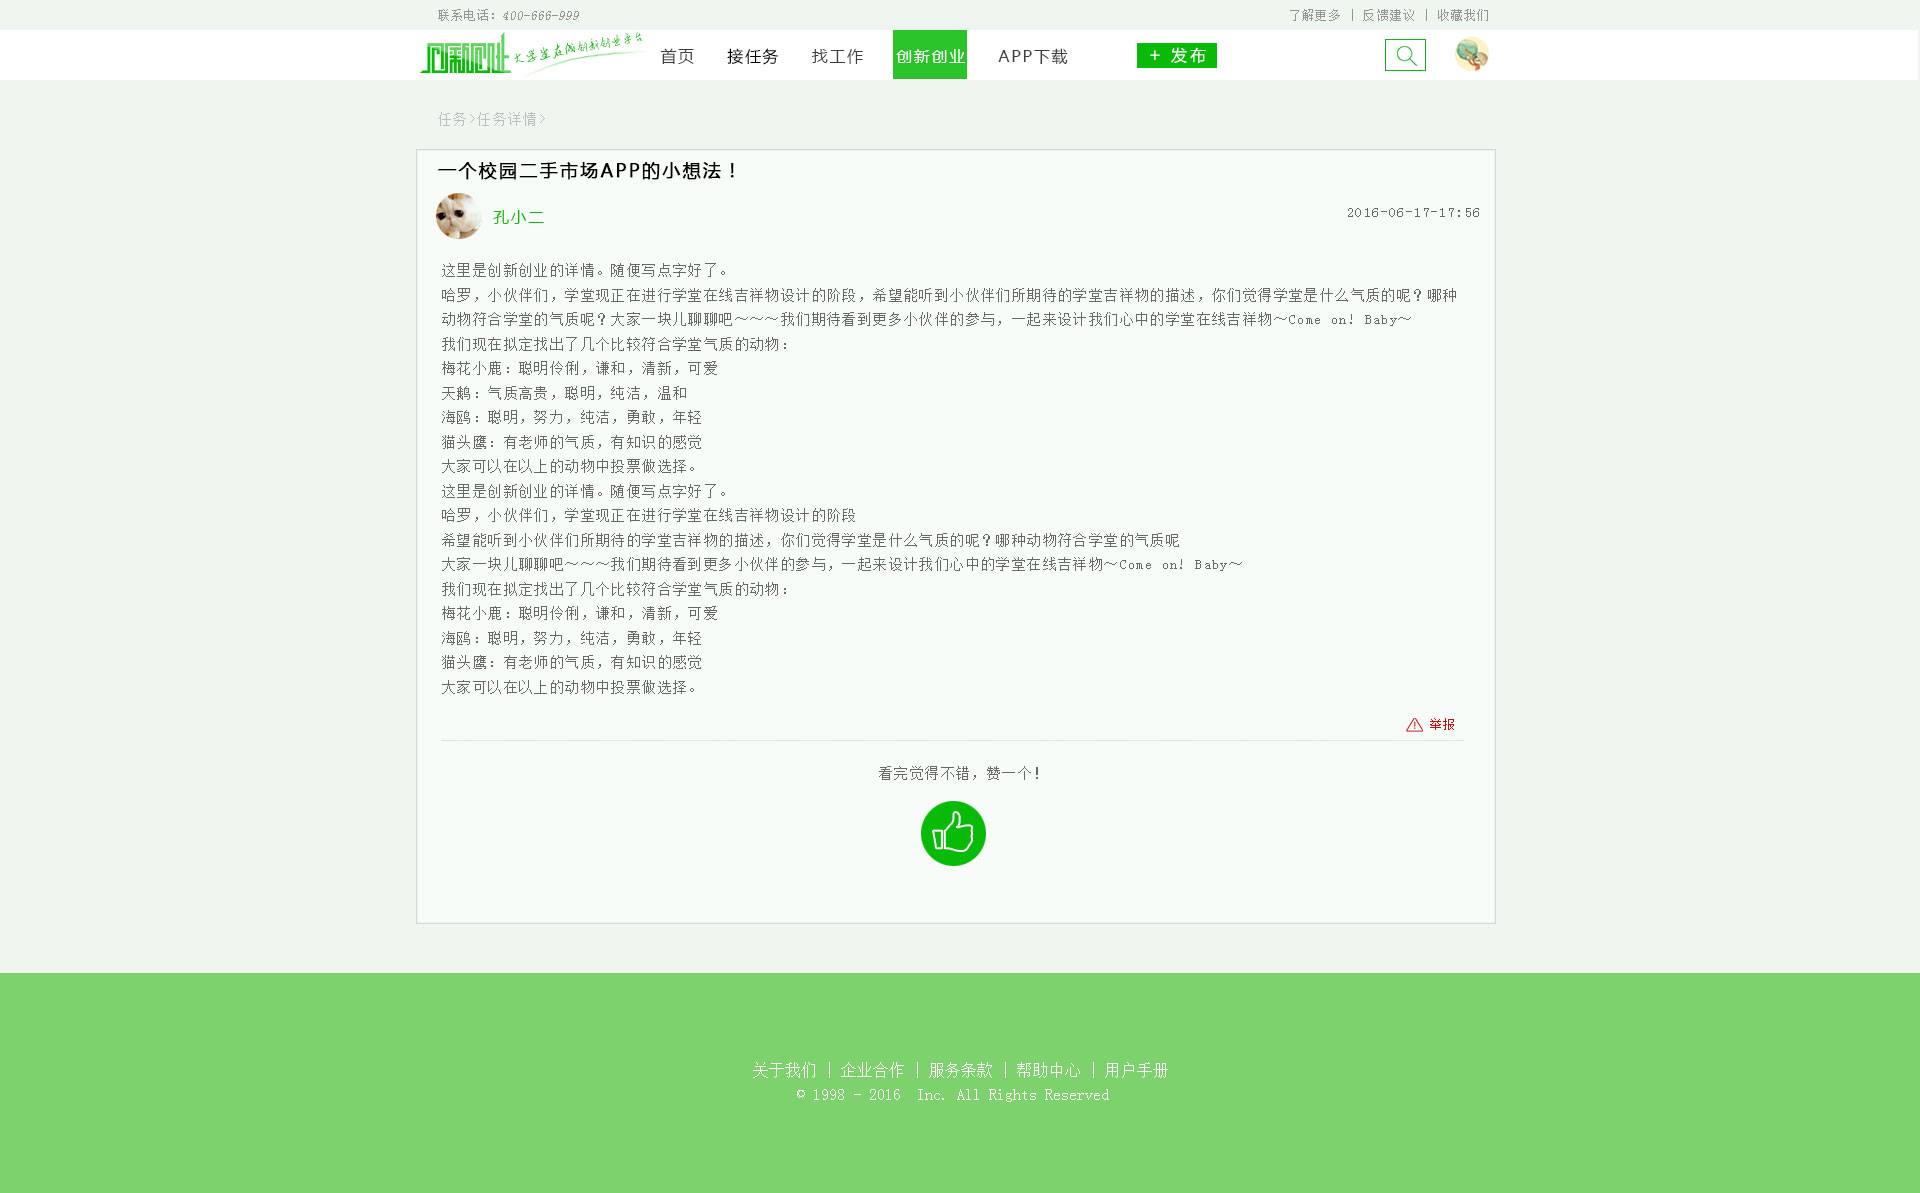 联系电话：400-666-999
了解更多 | 反馈建议 | 收藏我们
大学生在线创新创业平台
首页 接任务 找工作 创新创业 APP下载 + 发布
任务>任务详情>
一个校园二手市场APP的小想法！
孔小二
2016-06-17-17:56
这里是创新创业的详情。随便写点字好了。
哈罗，小伙伴们，学堂现正在进行学堂在线吉祥物设计的阶段，希望能听到小伙伴们所期待的学堂吉祥物的描述，你们觉得学堂是什么气质的呢？哪种
动物符合学堂的气质呢？大家一块儿聊聊吧～～～我们期待看到更多小伙伴的参与，一起来设计我们心中的学堂在线吉祥物～Come on! Baby～
我们现在拟定找出了几个比较符合学堂气质的动物：
梅花小鹿：聪明伶俐，谦和，清新，可爱
天鹅：气质高贵，聪明，纯洁，温和
海鸥：聪明，努力，纯洁，勇敢，年轻
猫头鹰：有老师的气质，有知识的感觉
大家可以在以上的动物中投票做选择。
这里是创新创业的详情。随便写点字好了。
哈罗，小伙伴们，学堂现正在进行学堂在线吉祥物设计的阶段
希望能听到小伙伴们所期待的学堂吉祥物的描述，你们觉得学堂是什么气质的呢？哪种动物符合学堂的气质呢
大家一块儿聊聊吧～～～我们期待看到更多小伙伴的参与，一起来设计我们心中的学堂在线吉祥物～Come on! Baby～
我们现在拟定找出了几个比较符合学堂气质的动物：
梅花小鹿：聪明伶俐，谦和，清新，可爱
海鸥：聪明，努力，纯洁，勇敢，年轻
猫头鹰：有老师的气质，有知识的感觉
大家可以在以上的动物中投票做选择。
举报
看完觉得不错，赞一个!
关于我们 | 企业合作 | 服务条款 | 帮助中心 | 用户手册
© 1998 - 2016 Inc. All Rights Reserved